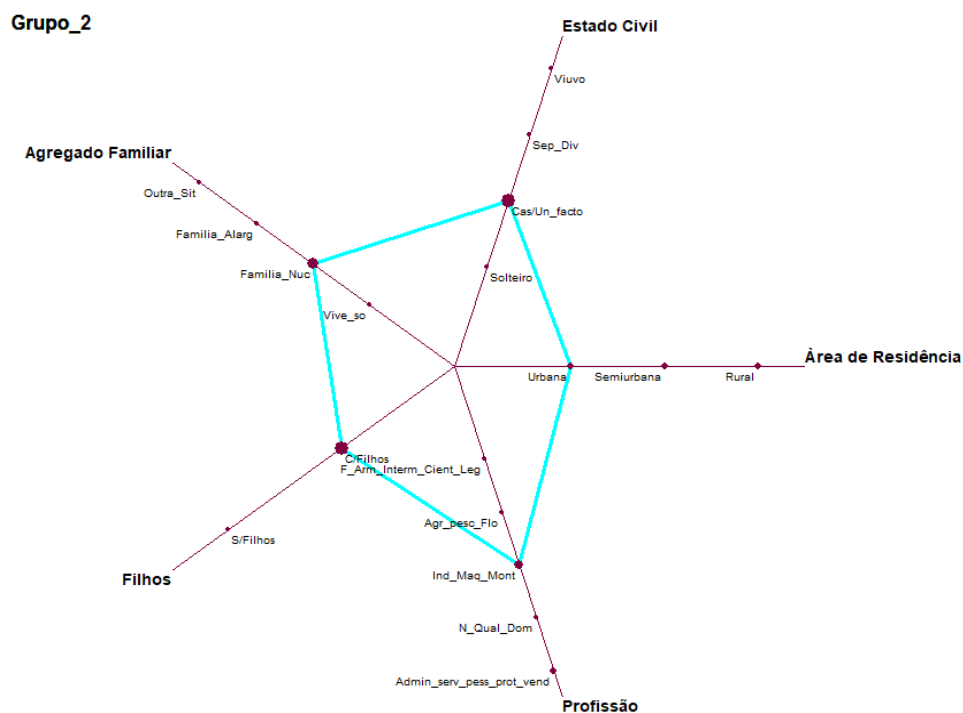 Grupo_2
Estado Civil
Viuvo
Sep_Div
Agregado Familiar
Outra_Sit
Cas/Un_facto
Familia_Alarg
Familia_Nuc
Solteiro
Vive_so
Àrea de Residência
Urbana
Semiurbana
Rural
C/Filhos
F_Arm_Interm_Cient_Leg
Agr_pesc_Flo
S/Filhos
Filhos
Ind_Maq_Mont
N_Qual_Dom
Admin_serv_pess_prot_vend
Profissão